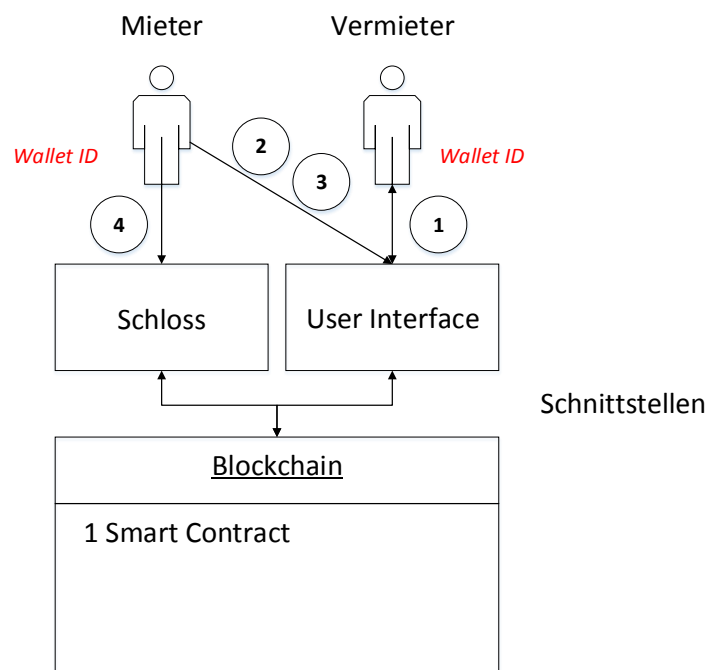 Mieter
Vermieter
Wallet ID
2
3
Wallet ID
4
1
Schloss
User Interface
Schnittstellen
Blockchain
1 Smart Contract